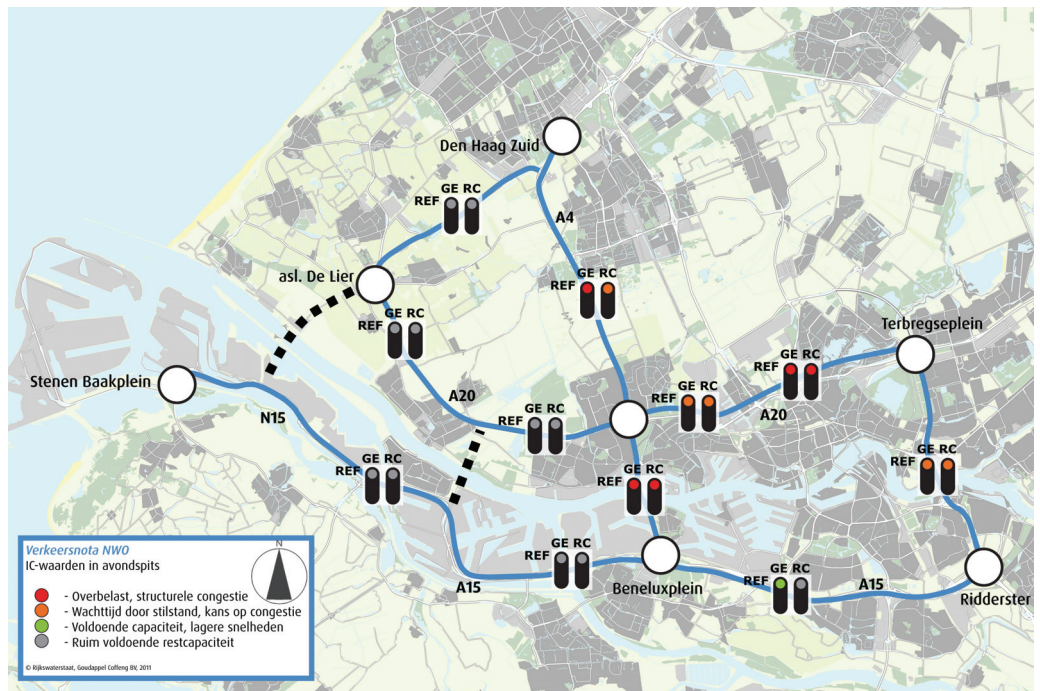 Den Haag Zuid
GE RC
REF
A4
asl. De Lier
GE RC
REF
GE RC
REF
Terbregseplein
GE RC
REF
Stenen Baakplein
N15
A20
GE RC
REF
A20
GE RC
REF
GE RC
REF
GE RC
REF
GE RC
REF
GE RC
REF
A15
Beneluxplein
GE RC
REF
A15
Ridderster
Verkeersnota NWO
IC-waarden in avondspits
N
- Overbelast, structurele congestie
- Wachttijd door stilstand, kans op congestie
- Voldoende capaciteit, lagere snelheden
- Ruim voldoende restcapaciteit
© Rijkswaterstaat, Goudappel Coffeng BV, 2011